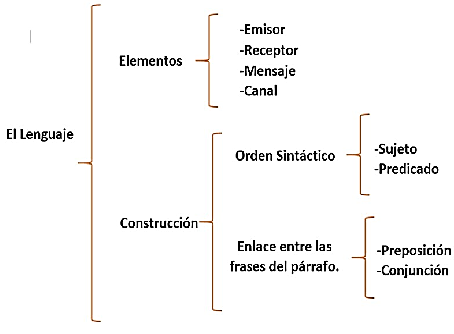 El Lenguaje
Elementos
-Emisor
-Receptor
-Mensaje
-Canal
Construcción
Orden Sintáctico
-Sujeto
-Predicado
Enlace entre las
frases del párrafo.
-Preposición
-Conjunción